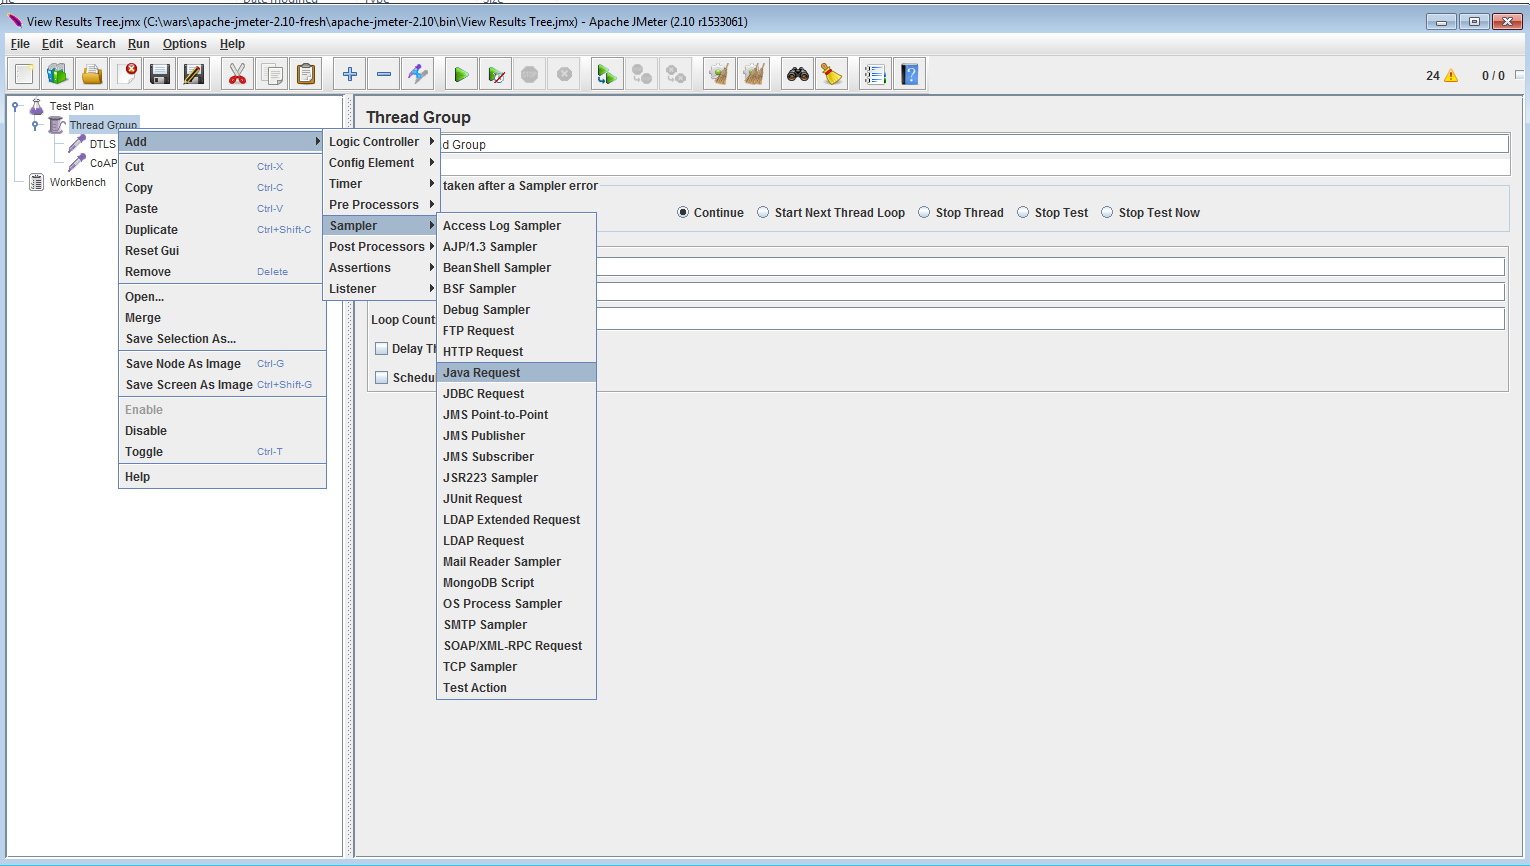 Date modified Type Size
View Results Tree.jmx (C:\wars\apache-jmeter-2.10-fresh\apache-jmeter-2.10\bin\View Results Tree.jmx) - Apache JMeter (2.10 r1533061)
File Edit Search Run Options Help
24 0 / 0
Test Plan
Thread Group
DTLS
CoAP
WorkBench
Add
Cut Ctrl-X
Copy Ctrl-C
Paste Ctrl-V
Duplicate Ctrl+Shift-C
Reset Gui
Remove Delete
Open...
Merge
Save Selection As...
Save Node As Image Ctrl-G
Save Screen As Image Ctrl+Shift-G
Enable
Disable
Toggle Ctrl-T
Help
Logic Controller
Config Element
Timer
Pre Processors
Sampler
Post Processors
Assertions
Listener
Access Log Sampler
AJP/1.3 Sampler
BeanShell Sampler
BSF Sampler
Debug Sampler
FTP Request
HTTP Request
Java Request
JDBC Request
JMS Point-to-Point
JMS Publisher
JMS Subscriber
JSR223 Sampler
JUnit Request
LDAP Extended Request
LDAP Request
Mail Reader Sampler
MongoDB Script
OS Process Sampler
SMTP Sampler
SOAP/XML-RPC Request
TCP Sampler
Test Action
Thread Group
d Group
taken after a Sampler error
Continue Start Next Thread Loop Stop Thread Stop Test Stop Test Now
Loop Count
Delay Th
Schedu